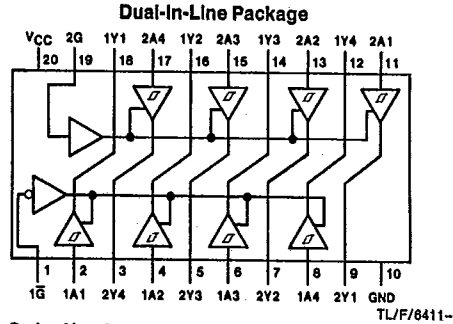 Dual-In-Line Package
VCC 2G 1Y1 2A4 1Y2 2A3 1Y3 2A2 1Y4 2A1
20 19 18 17 16 15 14 13 12 11
1 2 3 4 5 6 7 8 9 10
1G̅ 1A1 2Y4 1A2 2Y3 1A3 2Y2 1A4 2Y1 GND
TL/F/6411–